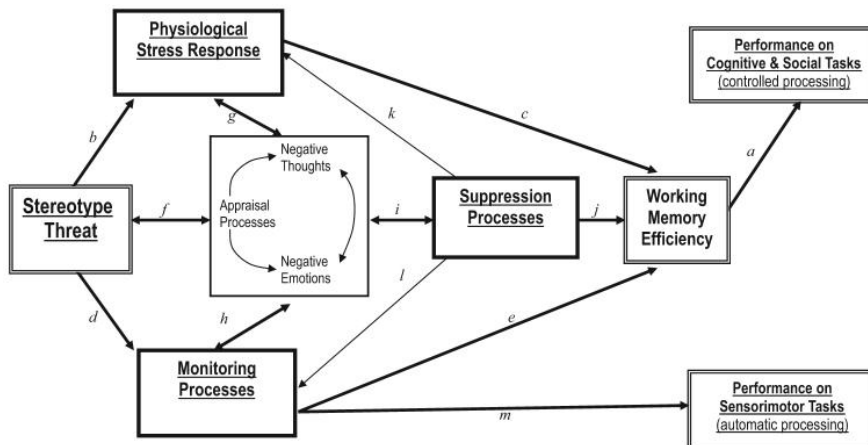 Physiological
Stress Response
Performance on
Cognitive & Social Tasks
(controlled processing)
b
g
k
c
a
Negative
Thoughts
Stereotype
Threat
f
Appraisal
Processes
i
Suppression
Processes
j
Working
Memory
Efficiency
Negative
Emotions
d
h
l
e
Monitoring
Processes
m
Performance on
Sensorimotor Tasks
(automatic processing)